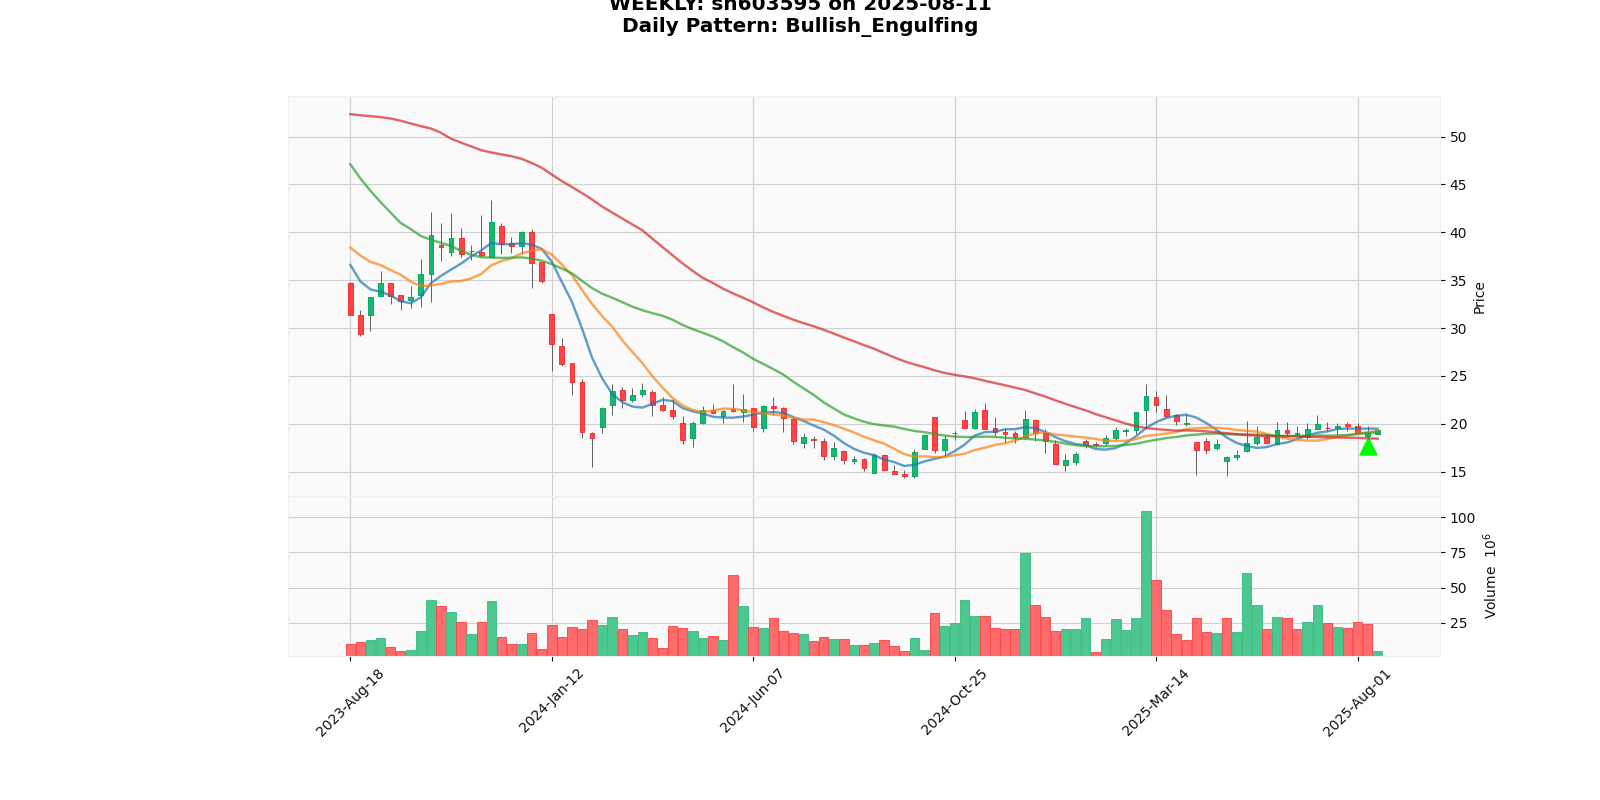 WEEKLY: sh603595 on 2025-08-11
Daily Pattern: Bullish_Engulfing
50
45
40
35
30
25
20
15
Price
100
75
50
25
Volume 10^6
2023-Aug-18
2024-Jan-12
2024-Jun-07
2024-Oct-25
2025-Mar-14
2025-Aug-01